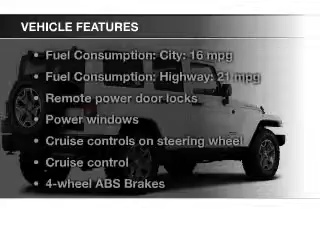 VEHICLE FEATURES
• Fuel Consumption: City: 16 mpg
• Fuel Consumption: Highway: 21 mpg
• Remote power door locks
• Power windows
• Cruise controls on steering wheel
• Cruise control
• 4-wheel ABS Brakes